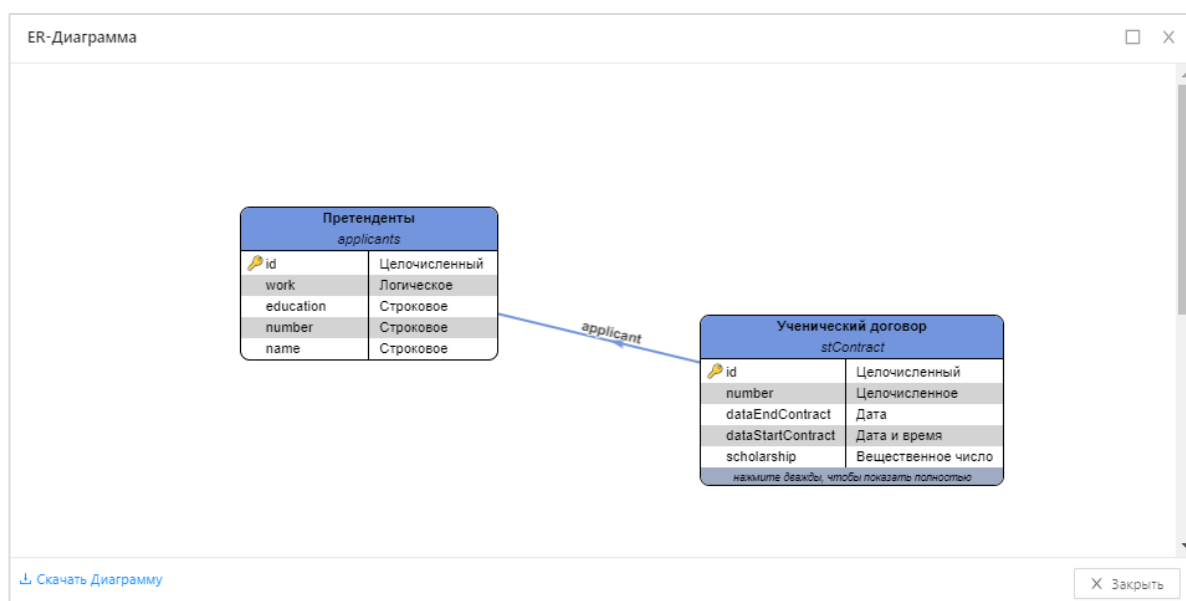 ER-Диаграмма
Претенденты
applicants
id Целочисленный
work Логическое
education Строковое
number Строковое
name Строковое
applicant
Ученический договор
stContract
id Целочисленный
number Целочисленное
dataEndContract Дата
dataStartContract Дата и время
scholarship Вещественное число
нажмите дважды, чтобы показать полностью
Скачать Диаграмму
Закрыть